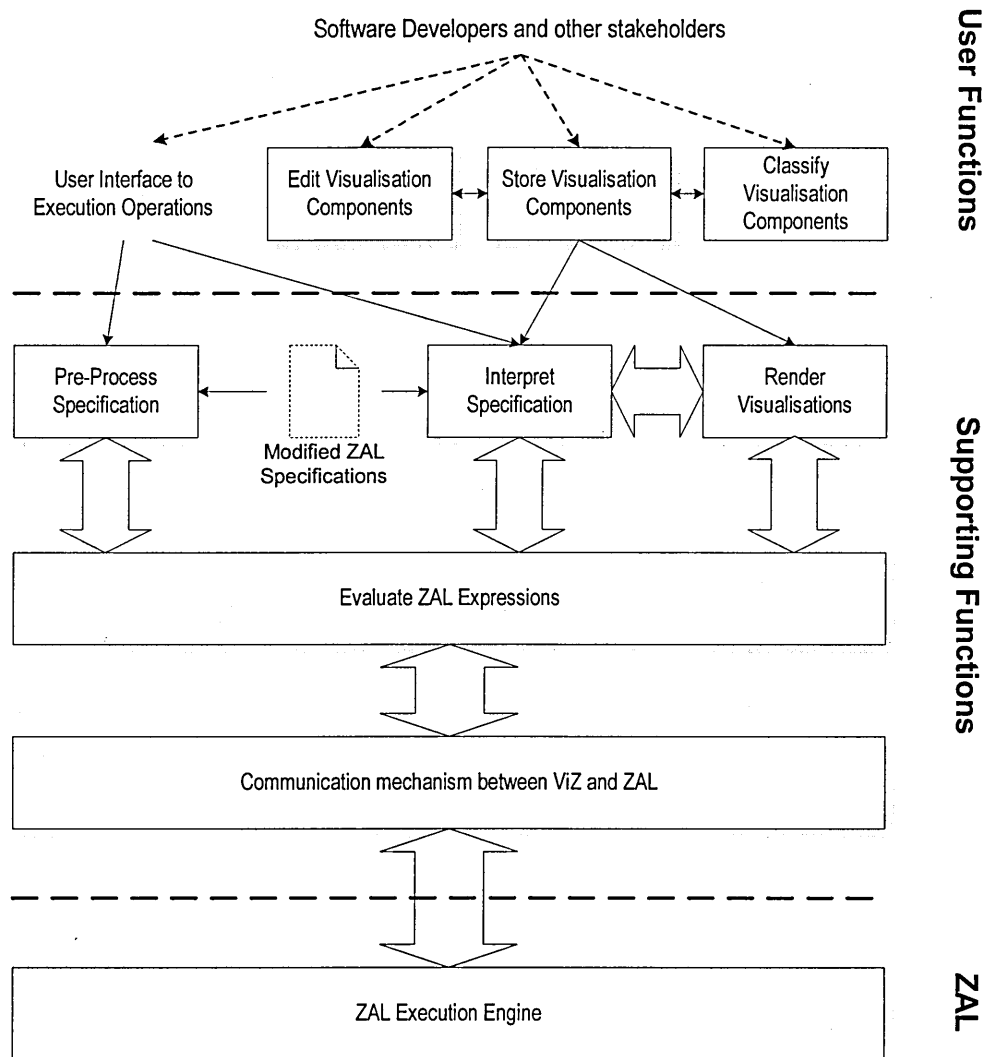 Software Developers and other stakeholders
User Functions
User Interface to
Execution Operations
Edit Visualisation
Components
Store Visualisation
Components
Classify
Visualisation
Components
Pre-Process
Specification
Modified ZAL
Specifications
Interpret
Specification
Render
Visualisations
Supporting Functions
Evaluate ZAL Expressions
Communication mechanism between ViZ and ZAL
ZAL Execution Engine
ZAL